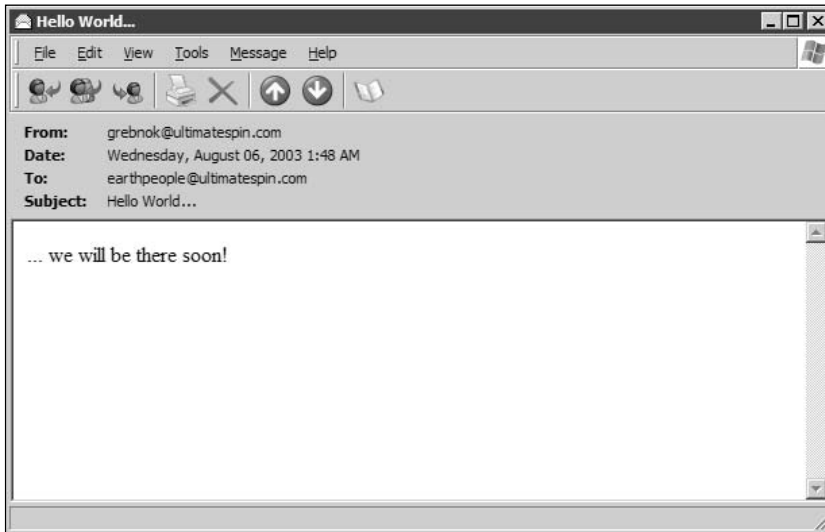 Hello World...
File Edit View Tools Message Help
From: grebnok@ultimatespin.com
Date: Wednesday, August 06, 2003 1:48 AM
To: earthpeople@ultimatespin.com
Subject: Hello World...
... we will be there soon!